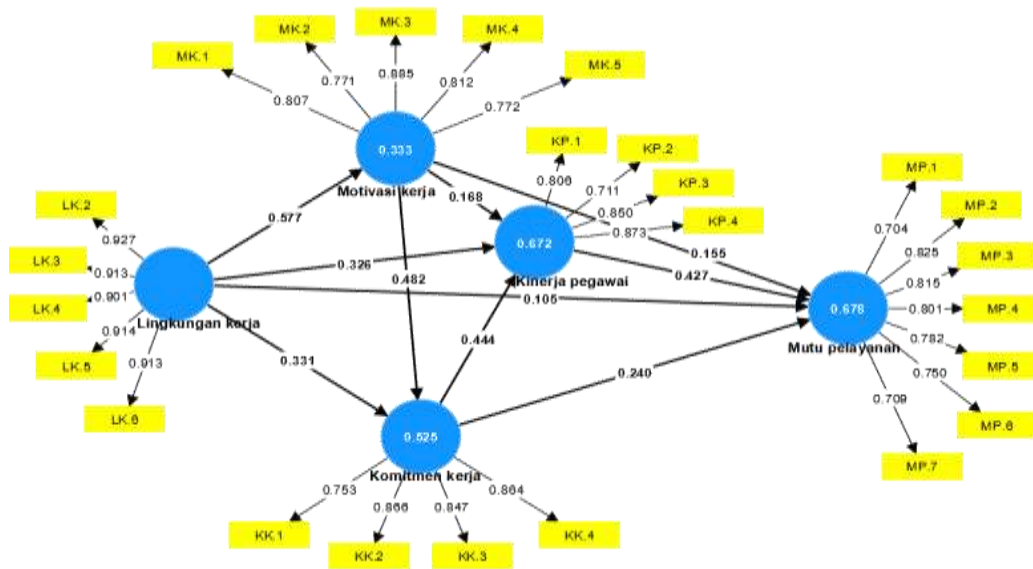 MK.3
MK.2
MK.4
MK.1
MK.5
0.885
0.771
0.812
0.772
0.807
KP.1
KP.2
KP.3
KP.4
0.806
0.711
0.850
0.873
0.333
Motivasi kerja
0.168
MP.1
MP.2
MP.3
MP.4
MP.5
MP.6
MP.7
0.704
0.825
0.815
0.801
0.782
0.750
0.709
LK.2
LK.3
LK.4
LK.5
LK.6
0.927
0.913
0.901
0.914
0.913
0.577
0.326
0.482
0.672
Kinerja pegawai
0.155
0.427
0.105
0.678
Mutu pelayanan
Lingkungan kerja
0.331
0.444
0.240
0.525
Komitmen kerja
0.753
0.866
0.847
0.864
KK.1
KK.2
KK.3
KK.4